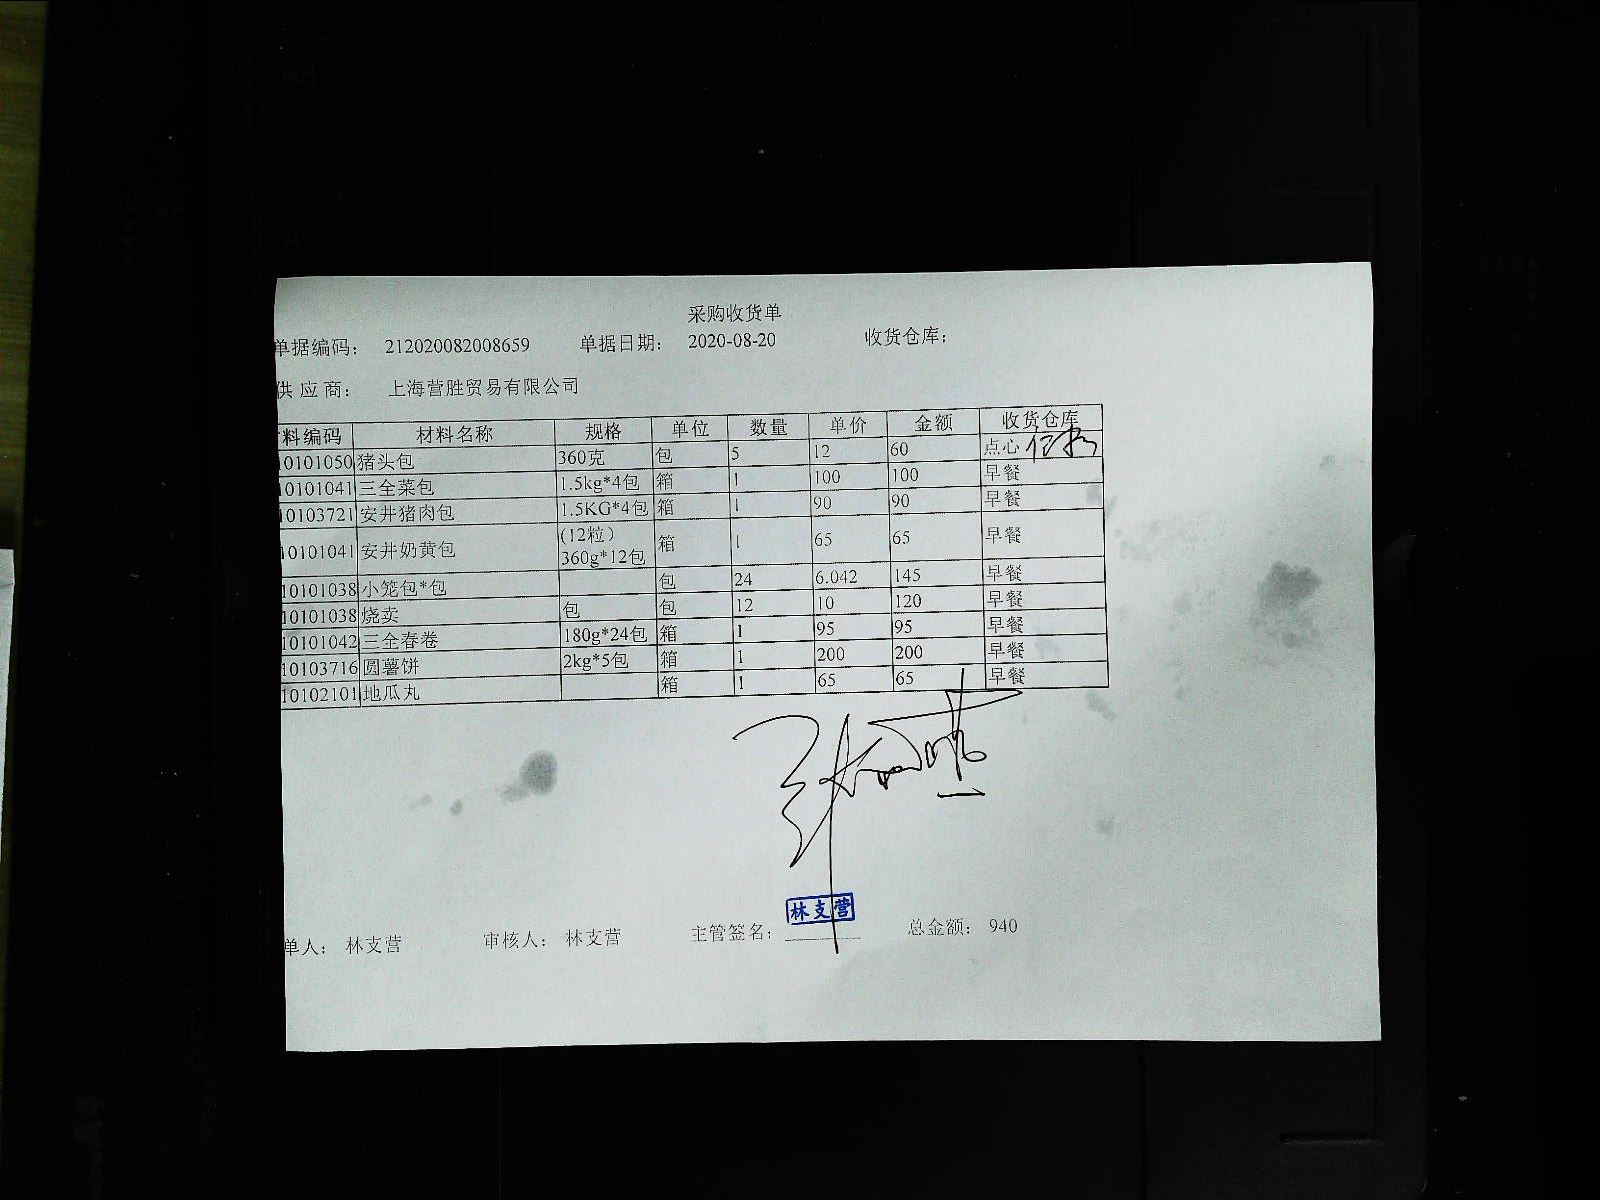 采购收货单
单据编码： 212020082008659 单据日期： 2020-08-20 收货仓库：
供 应 商： 上海营胜贸易有限公司
料编码 材料名称 规格 单位 数量 单价 金额 收货仓库
10101050 猪头包 360克 包 5 12 60 点心
10101041 三全菜包 1.5kg*4包 箱 1 100 100 早餐
10103721 安井猪肉包 1.5KG*4包 箱 1 90 90 早餐
10101041 安井奶黄包 (12粒）360g*12包 箱 1 65 65 早餐
10101038 小笼包*包 包 24 6.042 145 早餐
10101038 烧卖 包 包 12 10 120 早餐
10101042 三全春卷 180g*24包 箱 1 95 95 早餐
10103716 圆薯饼 2kg*5包 箱 1 200 200 早餐
10102101 地瓜丸 箱 1 65 65 早餐
林支营
单人： 林支营 审核人： 林支营 主管签名： 总金额： 940